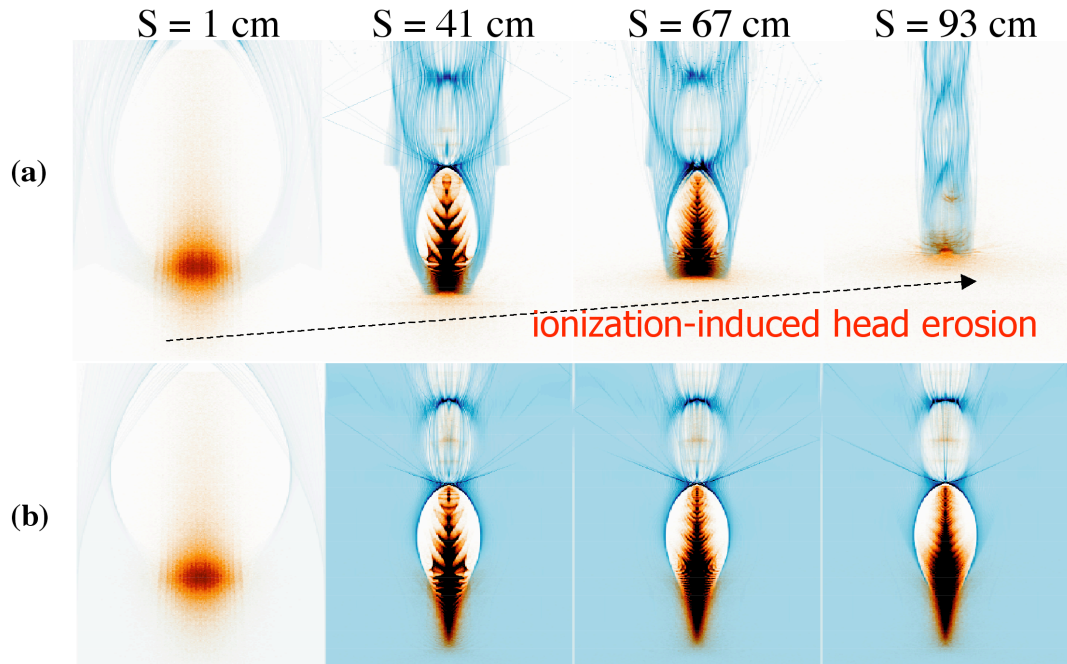 S = 1 cm S = 41 cm S = 67 cm S = 93 cm
(a)
ionization-induced head erosion
(b)